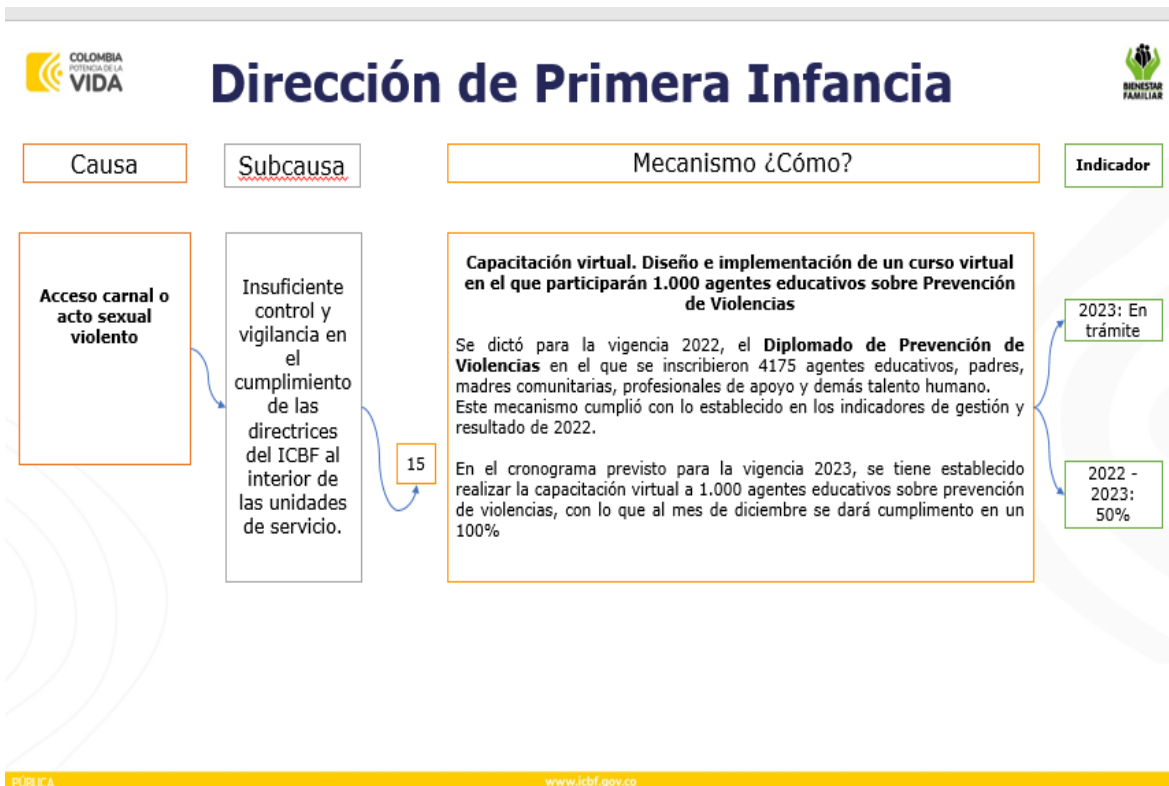 COLOMBIA
POTENCIA DE LA
VIDA
Dirección de Primera Infancia
BIENESTAR
FAMILIAR
Causa
Subcausa
Mecanismo ¿Cómo?
Indicador
Acceso carnal o
acto sexual
violento
Insuficiente
control y
vigilancia en
el
cumplimiento
de las
directrices
del ICBF al
interior de
las unidades
de servicio.
15
Capacitación virtual. Diseño e implementación de un curso virtual
en el que participarán 1.000 agentes educativos sobre Prevención
de Violencias
Se dictó para la vigencia 2022, el Diplomado de Prevención de
Violencias en el que se inscribieron 4175 agentes educativos, padres,
madres comunitarias, profesionales de apoyo y demás talento humano.
Este mecanismo cumplió con lo establecido en los indicadores de gestión y
resultado de 2022.
En el cronograma previsto para la vigencia 2023, se tiene establecido
realizar la capacitación virtual a 1.000 agentes educativos sobre prevención
de violencias, con lo que al mes de diciembre se dará cumplimento en un
100%
2023: En
trámite
2022 -
2023:
50%
PÚBLICA
www.icbf.gov.co